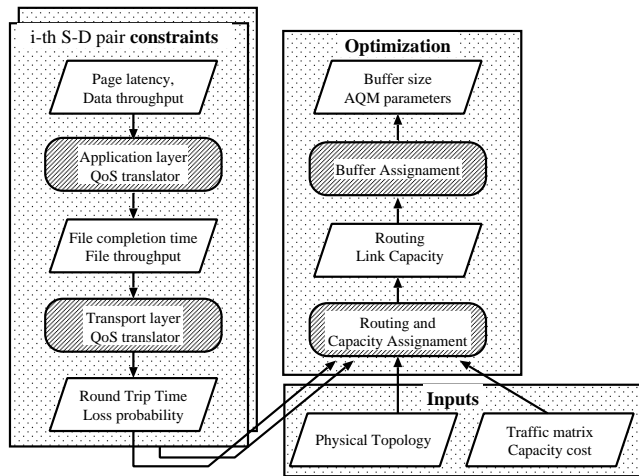 i-th S-D pair constraints
Page latency,
Data throughput
Application layer
QoS translator
File completion time
File throughput
Transport layer
QoS translator
Round Trip Time
Loss probability
Optimization
Buffer size
AQM parameters
Buffer Assignament
Routing
Link Capacity
Routing and
Capacity Assignament
Inputs
Physical Topology
Traffic matrix
Capacity cost